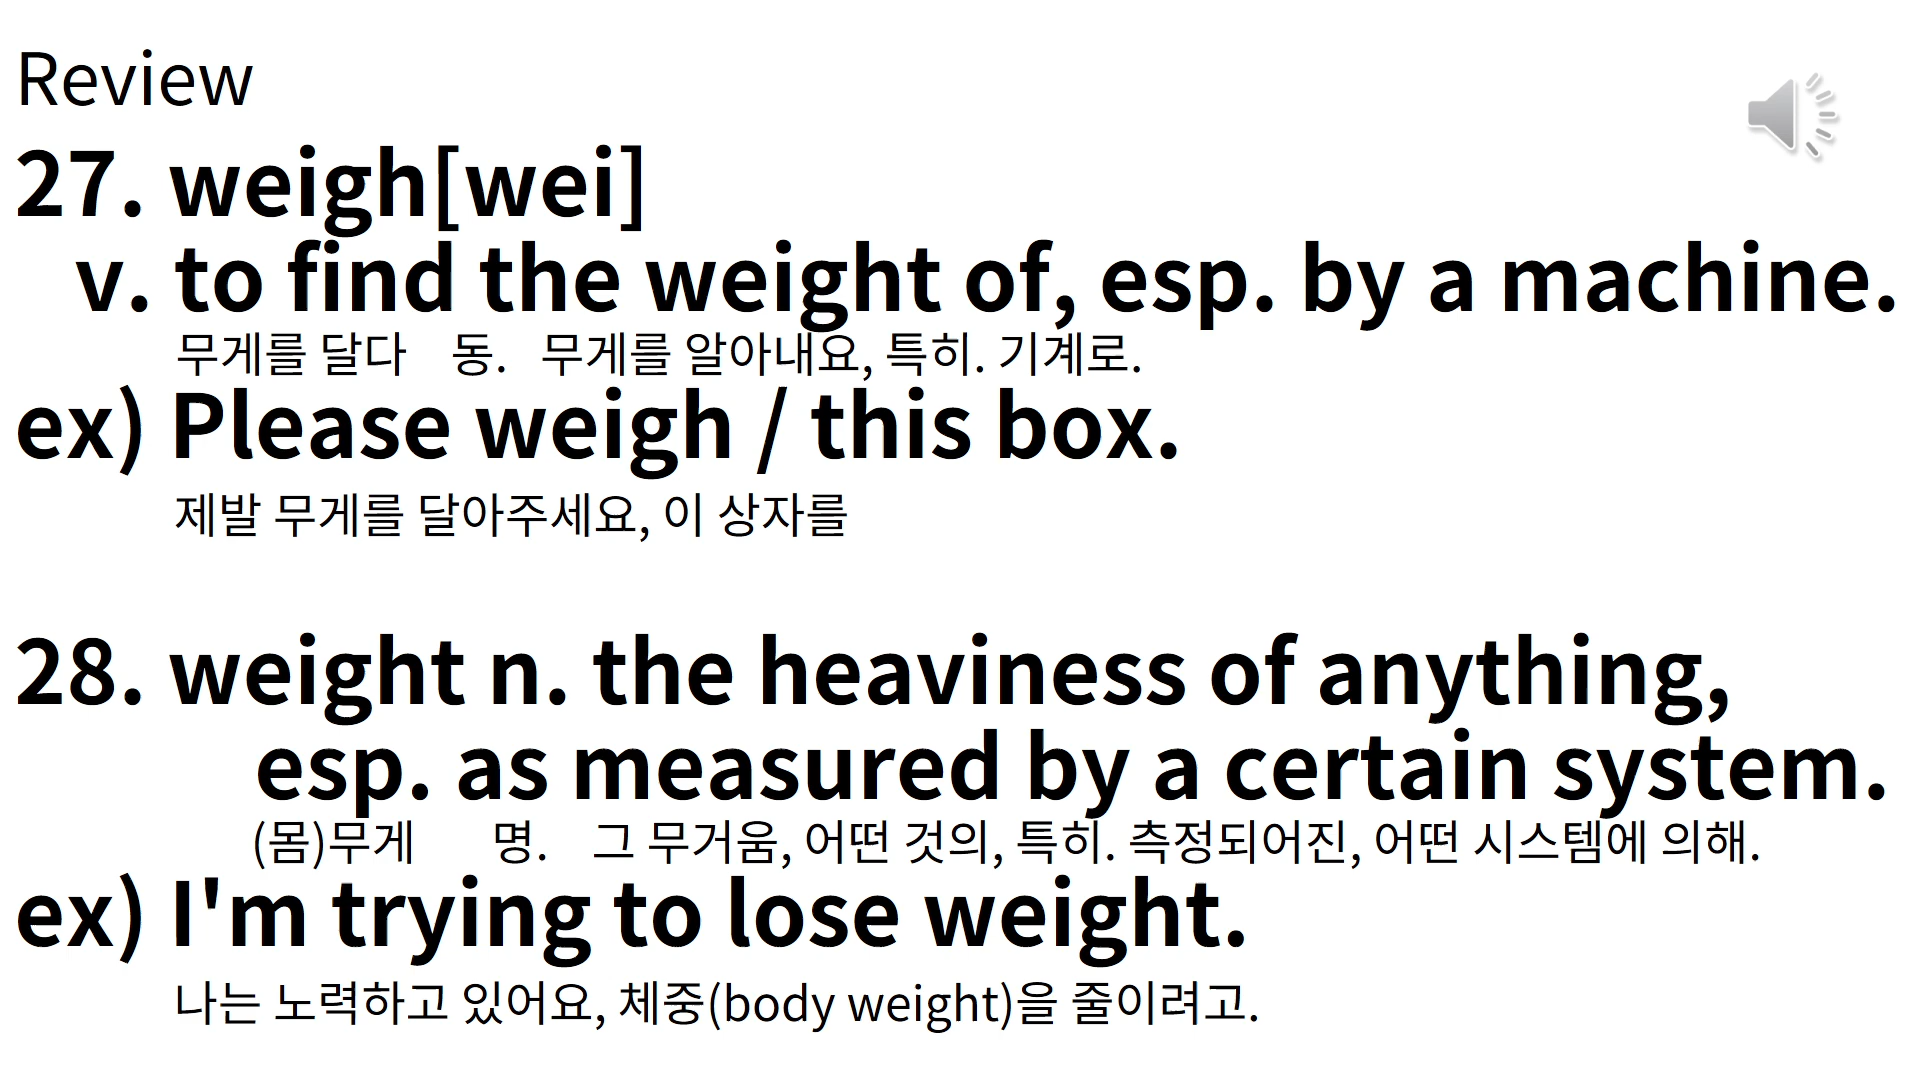 Review
27. weigh[wei]
v. to find the weight of, esp. by a machine.
무게를 달다 동. 무게를 알아내요, 특히. 기계로.
ex) Please weigh / this box.
제발 무게를 달아주세요, 이 상자를
28. weight n. the heaviness of anything,
esp. as measured by a certain system.
(몸)무게 명. 그 무거움, 어떤 것의, 특히. 측정되어진, 어떤 시스템에 의해.
ex) I'm trying to lose weight.
나는 노력하고 있어요, 체중(body weight)을 줄이려고.